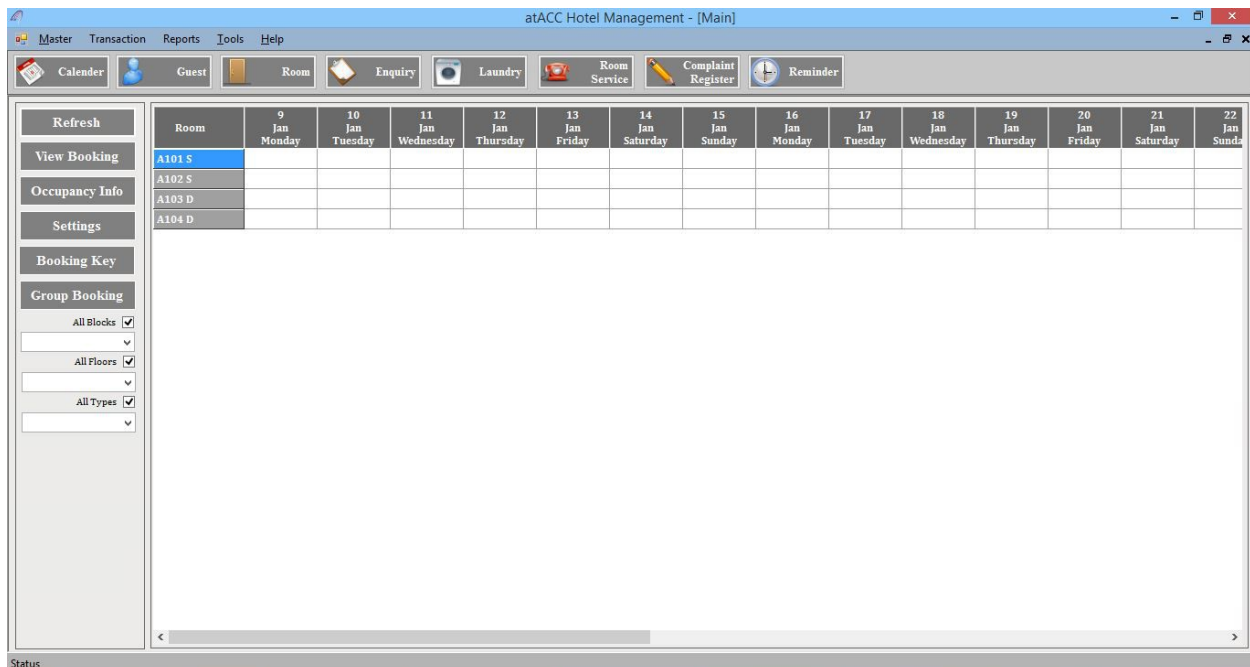 atACC Hotel Management - [Main]
Master Transaction Reports Tools Help
Calender Guest Room Enquiry Laundry Room Service Complaint Register Reminder
Refresh
View Booking
Occupancy Info
Settings
Booking Key
Group Booking
All Blocks
All Floors
All Types
Room
9 Jan Monday
10 Jan Tuesday
11 Jan Wednesday
12 Jan Thursday
13 Jan Friday
14 Jan Saturday
15 Jan Sunday
16 Jan Monday
17 Jan Tuesday
18 Jan Wednesday
19 Jan Thursday
20 Jan Friday
21 Jan Saturday
22 Jan Sunda
A101 S
A102 S
A103 D
A104 D
Status